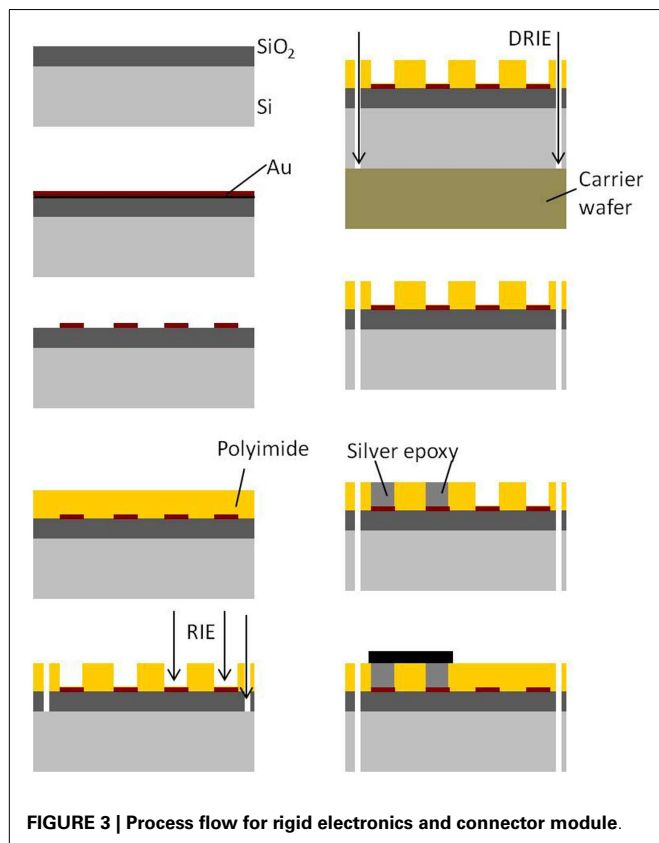 SiO₂
Si
Au
Polyimide
RIE
DRIE
Carrier
wafer
Silver epoxy
FIGURE 3 | Process flow for rigid electronics and connector module.